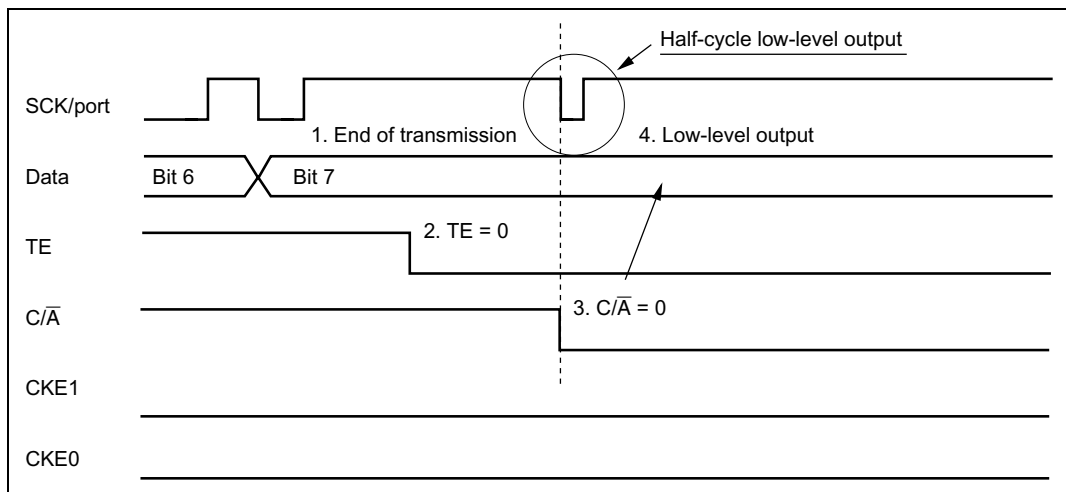 Half-cycle low-level output
SCK/port
1. End of transmission
4. Low-level output
Data
Bit 6
Bit 7
TE
2. TE = 0
C/A̅
3. C/A̅ = 0
CKE1
CKE0